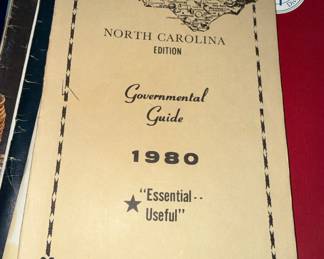 NORTH CAROLINA
EDITION
Governmental
Guide
1980
"Essential--
Useful"